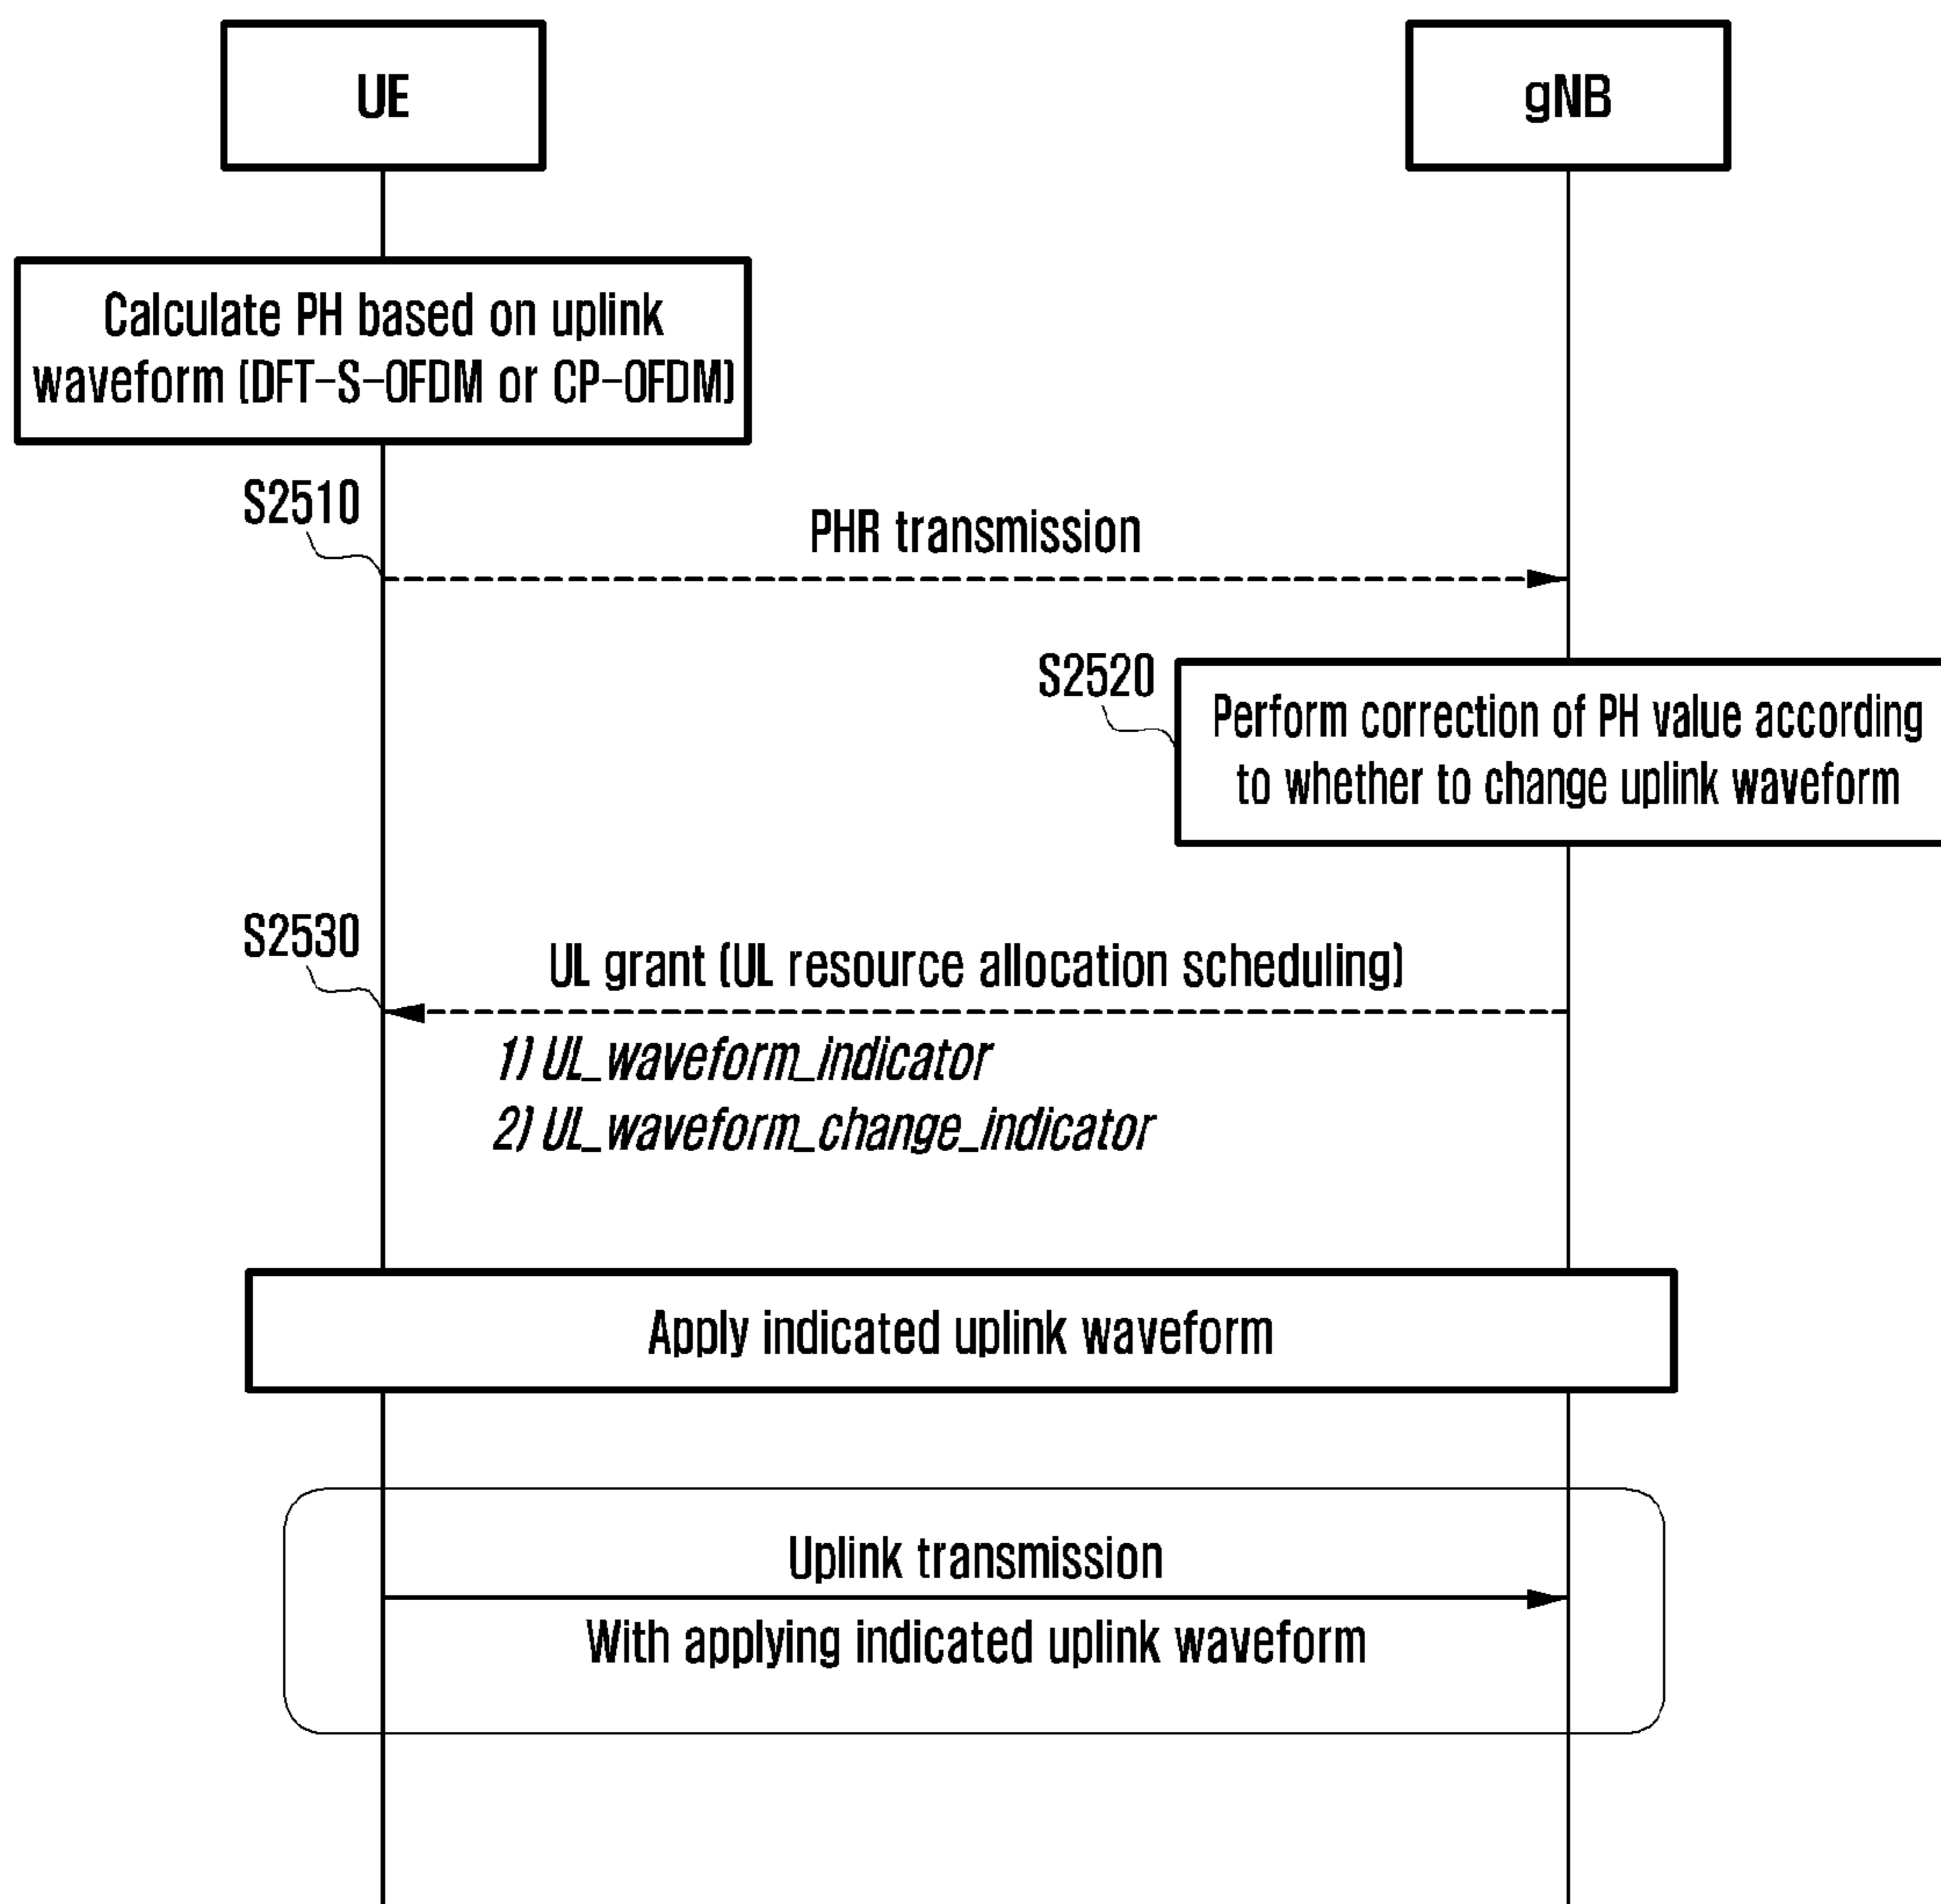 UE
gNB
Calculate PH based on uplink
waveform (DFT-S-OFDM or CP-OFDM)
S2510
PHR transmission
S2520
Perform correction of PH value according
to whether to change uplink waveform
S2530
UL grant (UL resource allocation scheduling)
1) UL_waveform_indicator
2) UL_waveform_change_indicator
Apply indicated uplink waveform
Uplink transmission
With applying indicated uplink waveform